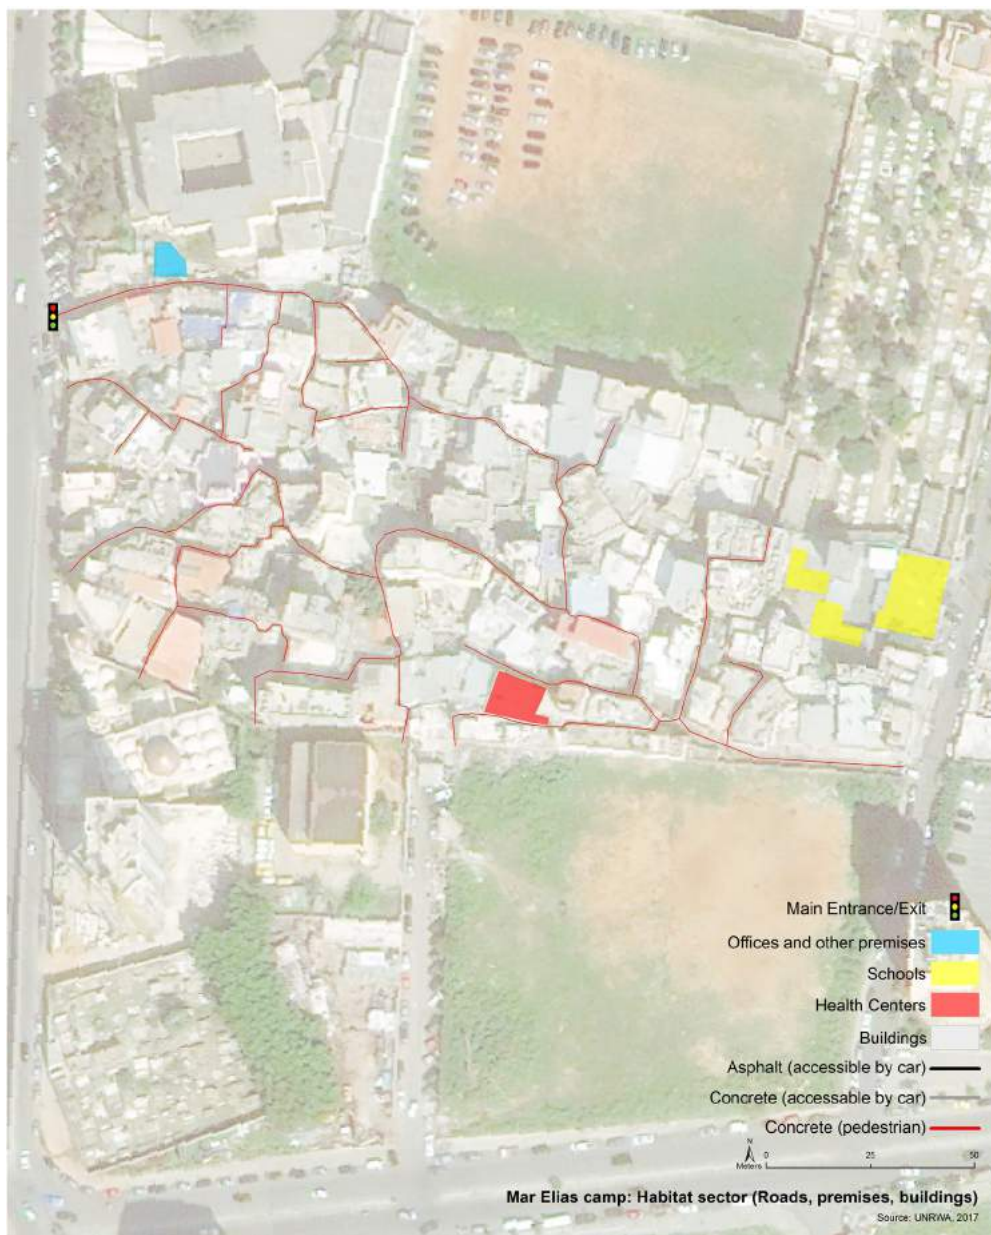 Main Entrance/Exit
Offices and other premises
Schools
Health Centers
Buildings
Asphalt (accessible by car)
Concrete (accessable by car)
Concrete (pedestrian)
N
Meters
0 25 50
Mar Elias camp: Habitat sector (Roads, premises, buildings)
Source: UNRWA, 2017